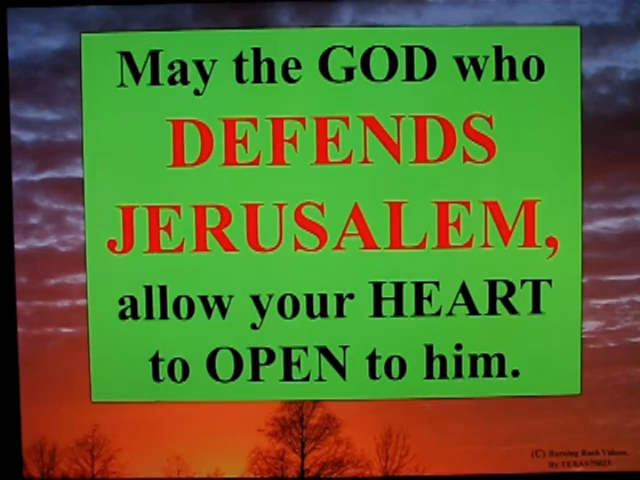 May the GOD who
DEFENDS
JERUSALEM,
allow your HEART
to OPEN to him.
(C) Burning Bush Videos.